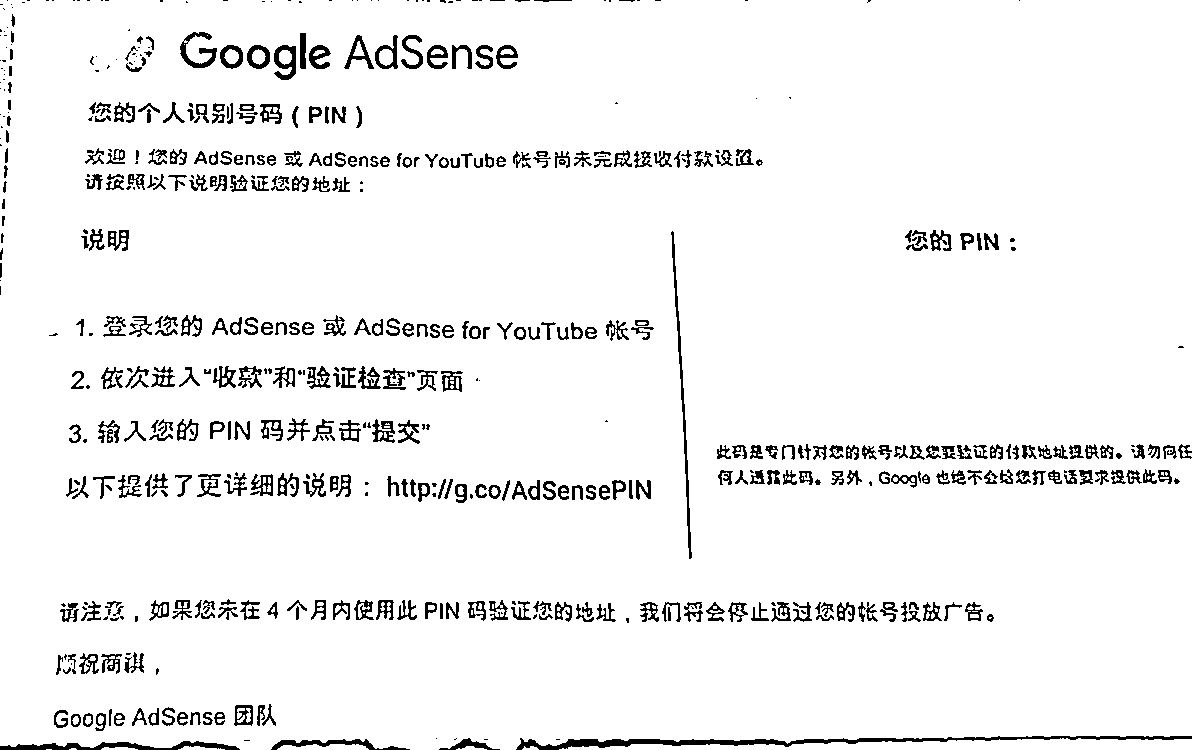 Google AdSense
您的个人识别号码 ( PIN )
欢迎！您的 AdSense 或 AdSense for YouTube 帐号尚未完成接收付款设置。
请按照以下说明验证您的地址：
说明
1. 登录您的 AdSense 或 AdSense for YouTube 帐号
2. 依次进入“收款”和“验证检查”页面
3. 输入您的 PIN 码并点击“提交”
以下提供了更详细的说明： http://g.co/AdSensePIN
您的 PIN：
此码是专门针对您的帐号以及您要验证的付款地址提供的。请勿向任
何人透露此码。另外，Google 也绝不会给您打电话要求提供此码。
请注意，如果您未在 4 个月内使用此 PIN 码验证您的地址，我们将会停止通过您的帐号投放广告。
顺祝商祺，
Google AdSense 团队